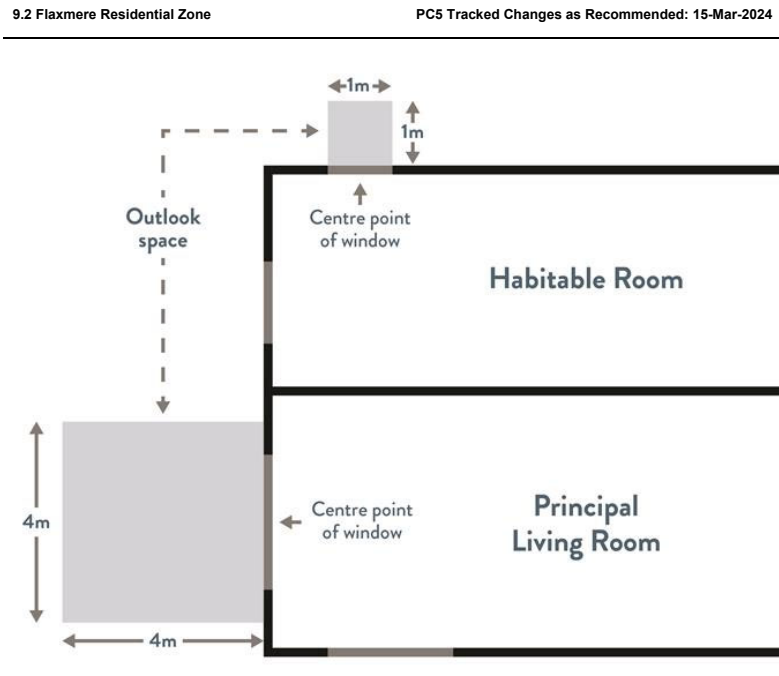 9.2 Flaxmere Residential Zone
PC5 Tracked Changes as Recommended: 15-Mar-2024
1m
1m
Outlook
space
Centre point
of window
Habitable Room
4m
Centre point
of window
Principal
Living Room
4m